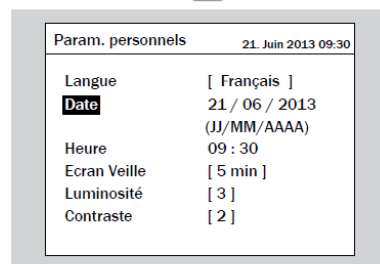 Param. personnels 21. Juin 2013 09:30
Langue [ Français ]
Date 21 / 06 / 2013
(JJ/MM/AAAA)
Heure 09 : 30
Ecran Veille [ 5 min ]
Luminosité [ 3 ]
Contraste [ 2 ]